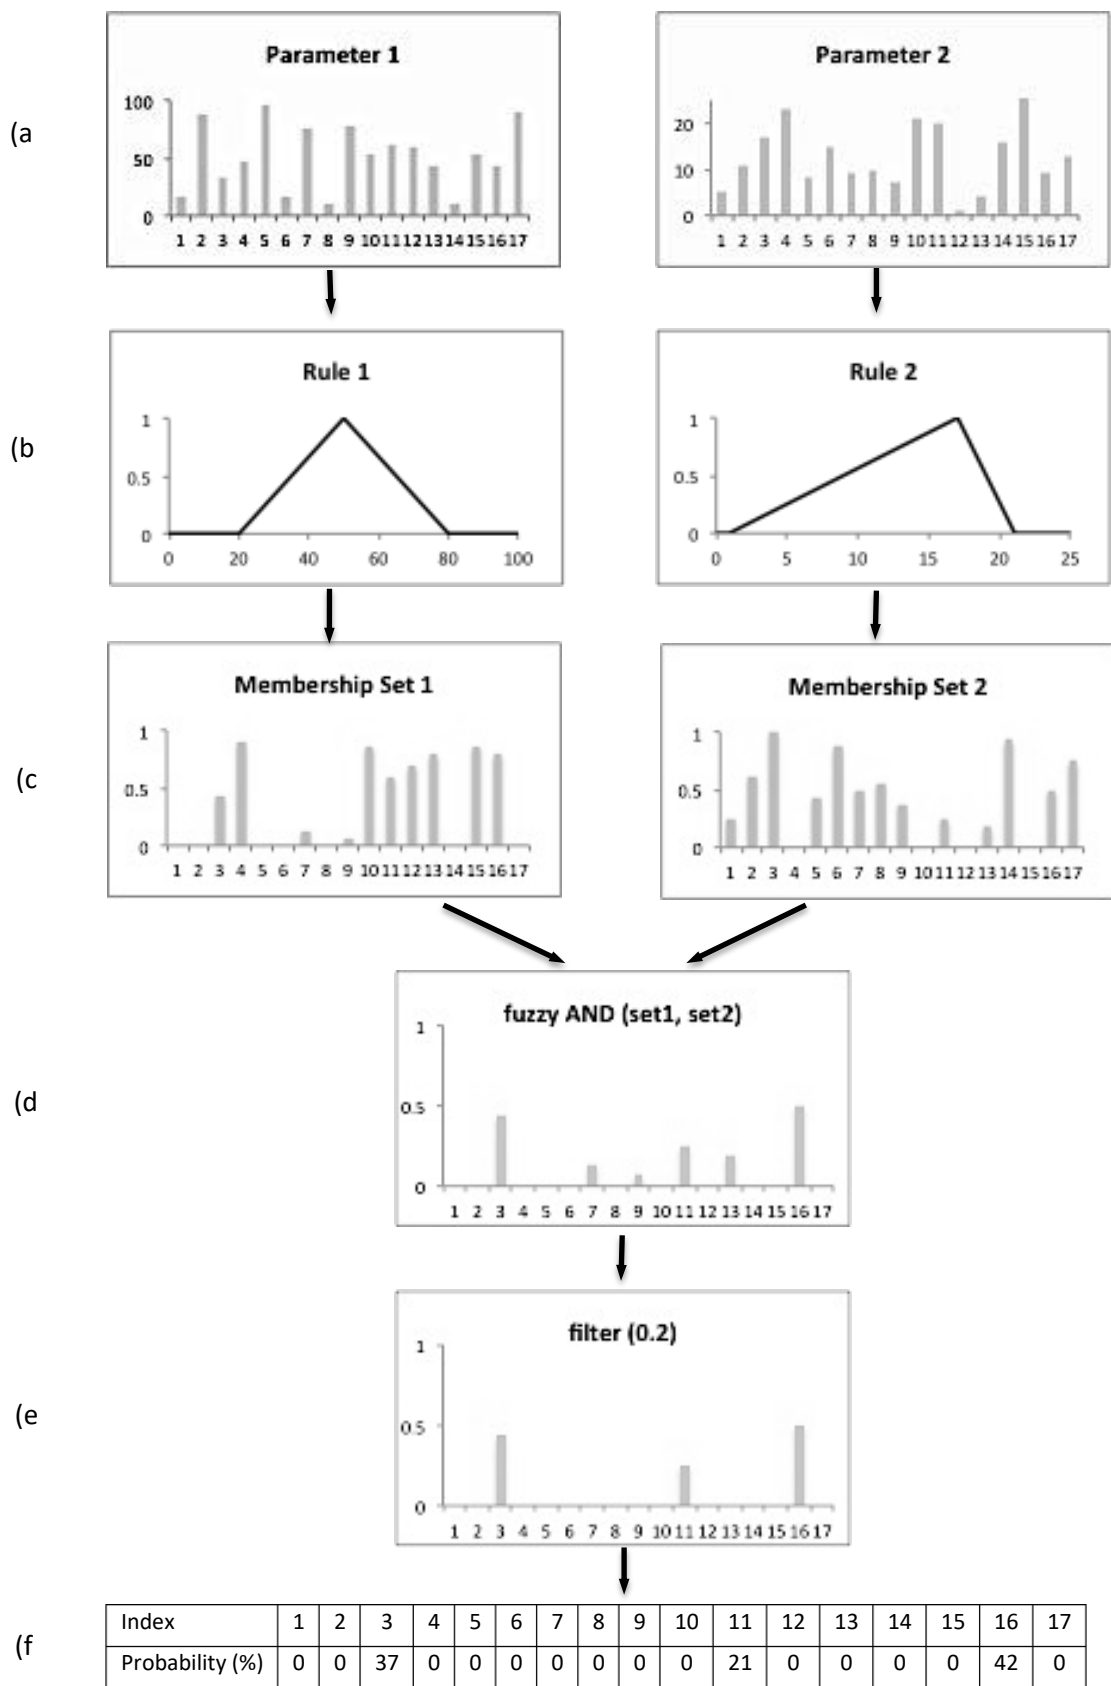 Parameter 1
100
50
0
1 2 3 4 5 6 7 8 9 10 11 12 13 14 15 16 17
Parameter 2
20
10
0
1 2 3 4 5 6 7 8 9 10 11 12 13 14 15 16 17
(a
Rule 1
1
0.5
0
0 20 40 60 80 100
Rule 2
1
0.5
0
0 5 10 15 20 25
(b
Membership Set 1
1
0.5
0
1 2 3 4 5 6 7 8 9 10 11 12 13 14 15 16 17
Membership Set 2
1
0.5
0
1 2 3 4 5 6 7 8 9 10 11 12 13 14 15 16 17
(c
fuzzy AND (set1, set2)
1
0.5
0
1 2 3 4 5 6 7 8 9 10 11 12 13 14 15 16 17
(d
filter (0.2)
1
0.5
0
1 2 3 4 5 6 7 8 9 10 11 12 13 14 15 16 17
(e
Index 1 2 3 4 5 6 7 8 9 10 11 12 13 14 15 16 17
Probability (%) 0 0 37 0 0 0 0 0 0 0 21 0 0 0 0 42 0
(f